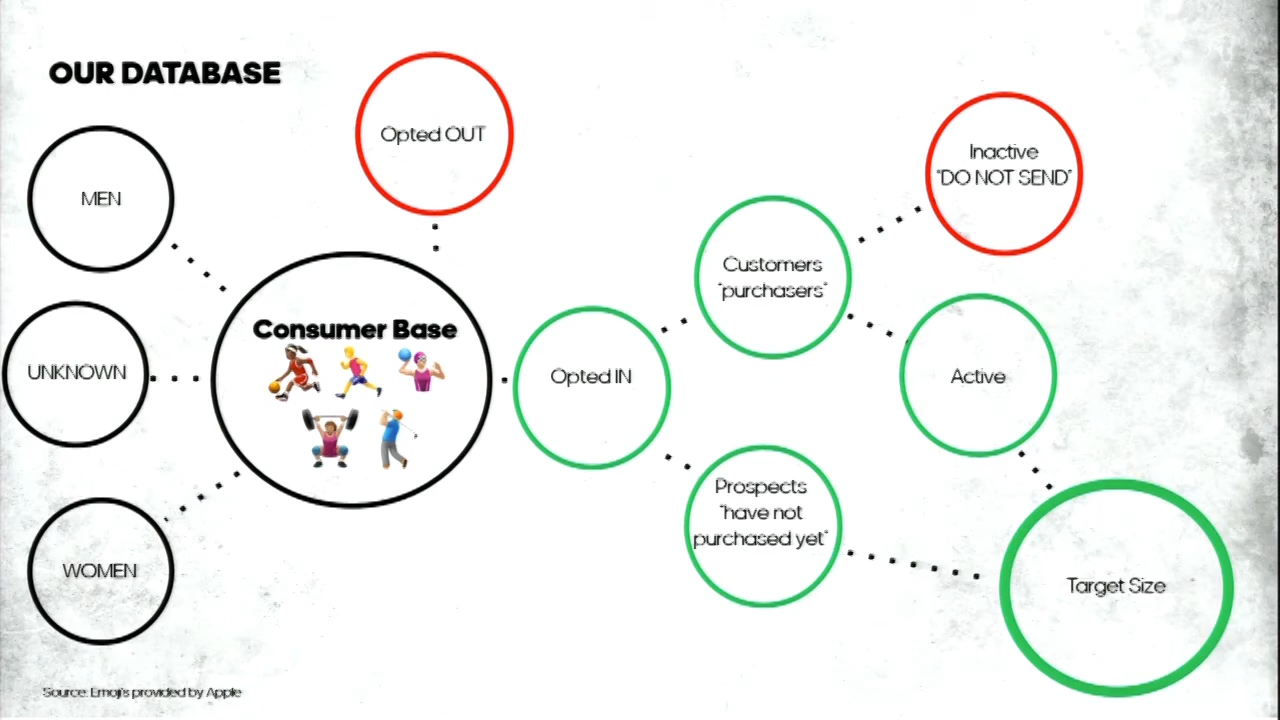 OUR DATABASE
Opted OUT
Inactive
"DO NOT SEND"
MEN
Customers
"purchasers"
Consumer Base
UNKNOWN
Opted IN
Active
Prospects
"have not
purchased yet"
WOMEN
Target Size
Source: Emoji's provided by Apple